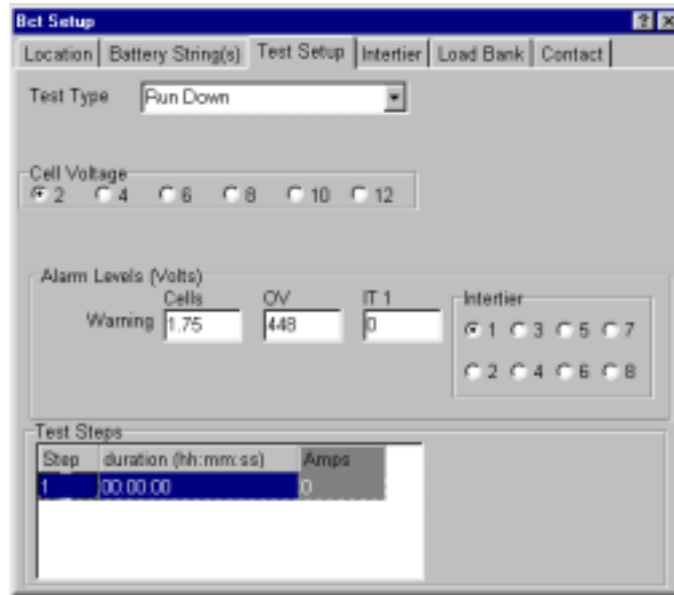 Bct Setup
Location Battery String(s) Test Setup Intertier Load Bank Contact
Test Type Run Down
Cell Voltage
2 4 6 8 10 12
Alarm Levels (Volts)
Cells OV IT 1 Intertier
Warning 1.75 448 0 1 3 5 7
2 4 6 8
Test Steps
Step duration (hh:mm:ss) Amps
1 00:00:00 0